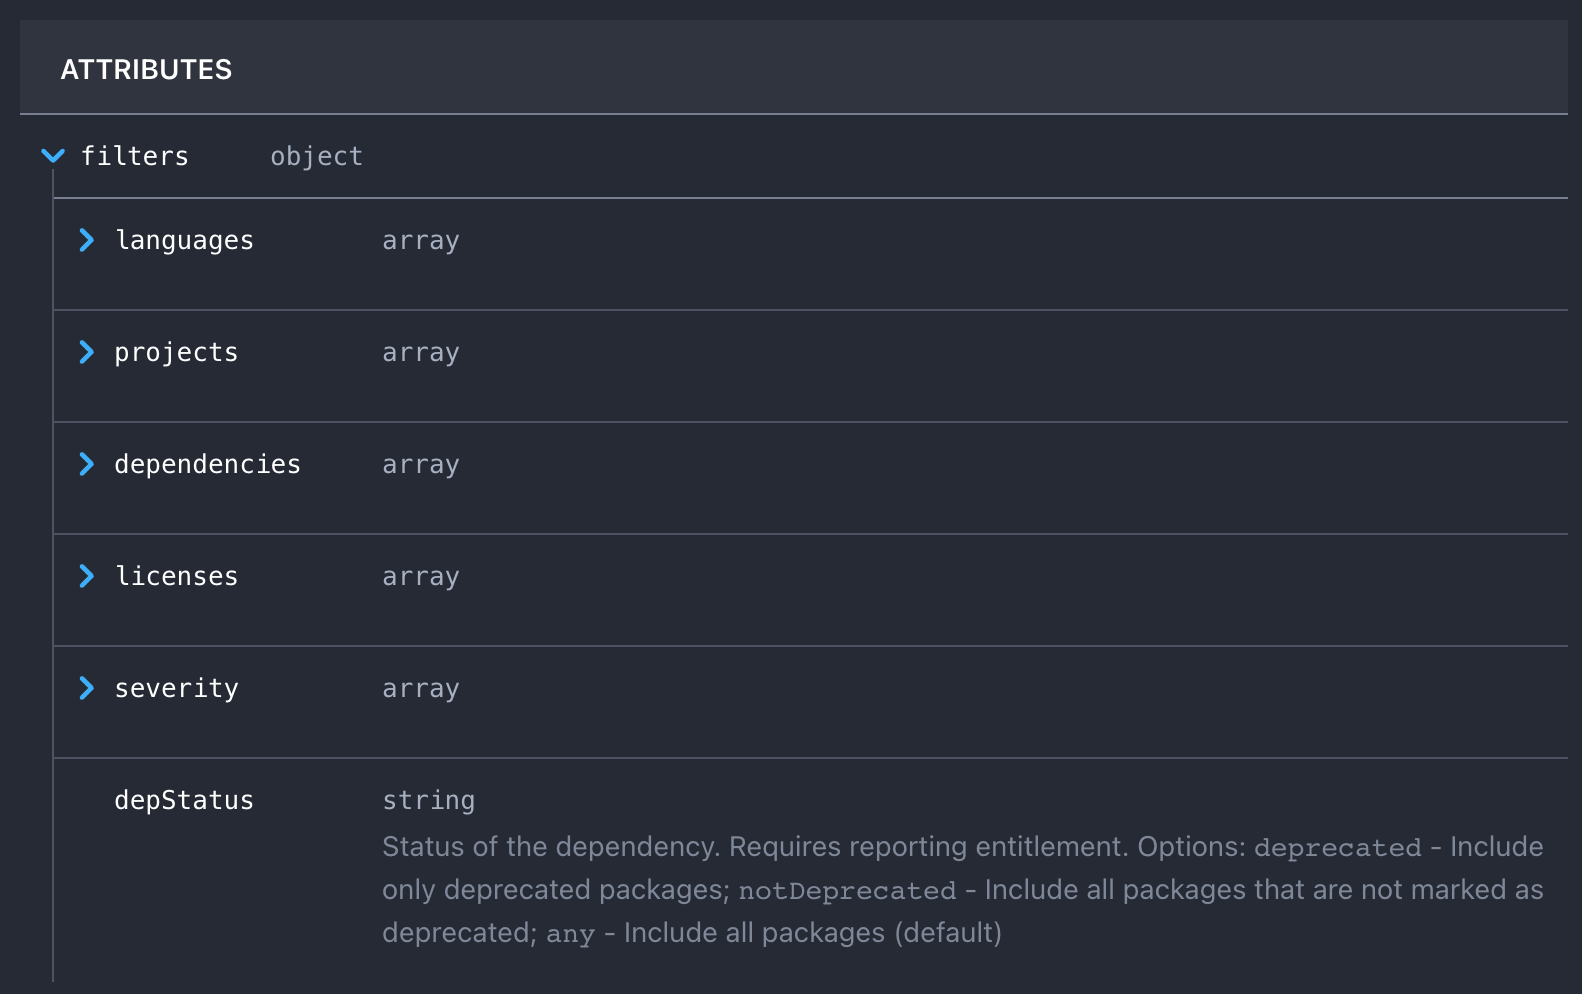 ATTRIBUTES
filters object
languages array
projects array
dependencies array
licenses array
severity array
depStatus string
Status of the dependency. Requires reporting entitlement. Options: deprecated - Include
only deprecated packages; notDeprecated - Include all packages that are not marked as
deprecated; any - Include all packages (default)